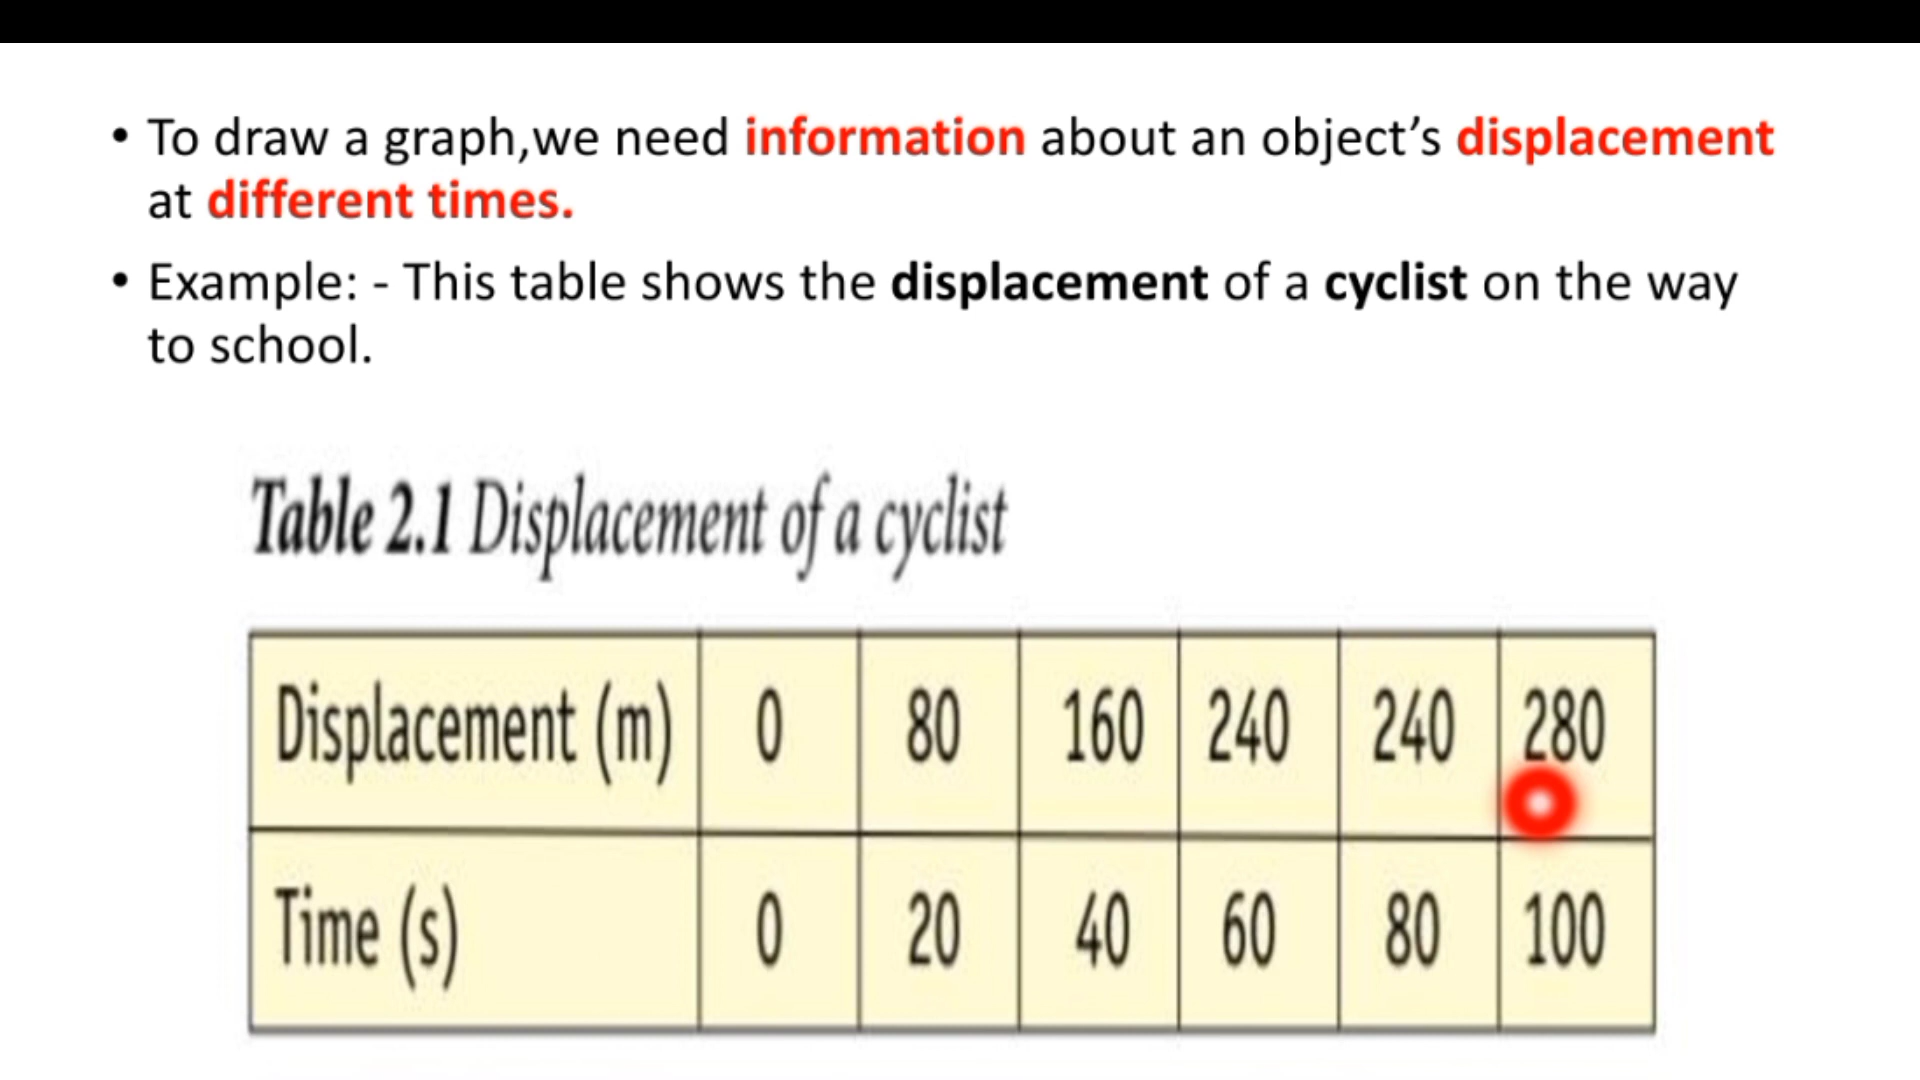 • To draw a graph,we need information about an object’s displacement
at different times.
• Example: - This table shows the displacement of a cyclist on the way
to school.
Table 2.1 Displacement of a cyclist
Displacement (m) 0 80 160 240 240 280
Time (s) 0 20 40 60 80 100